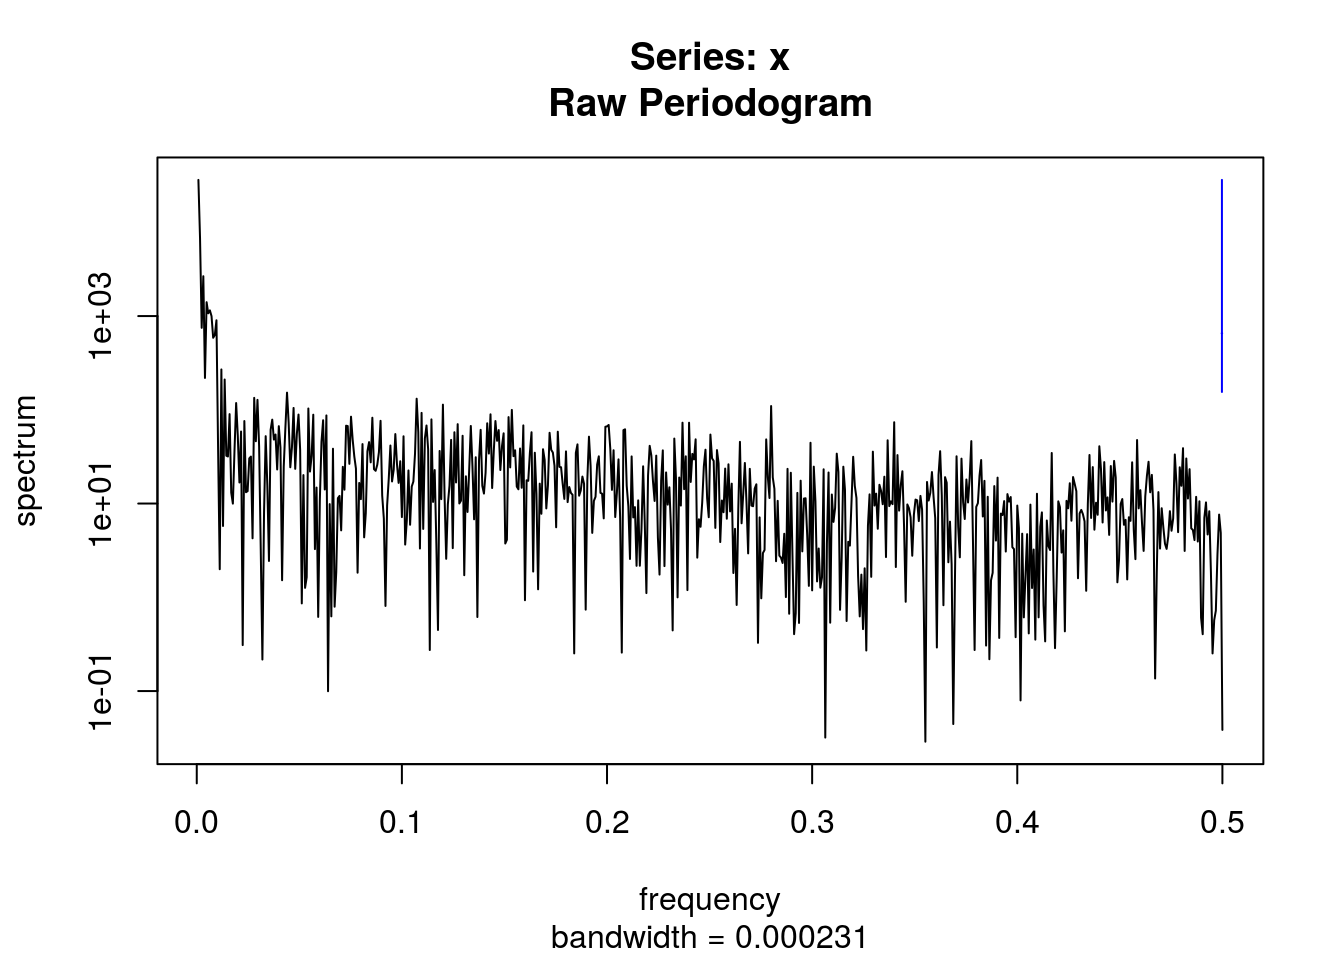 Series: x
Raw Periodogram
spectrum
1e+03
1e+01
1e-01
0.0 0.1 0.2 0.3 0.4 0.5
frequency
bandwidth = 0.000231